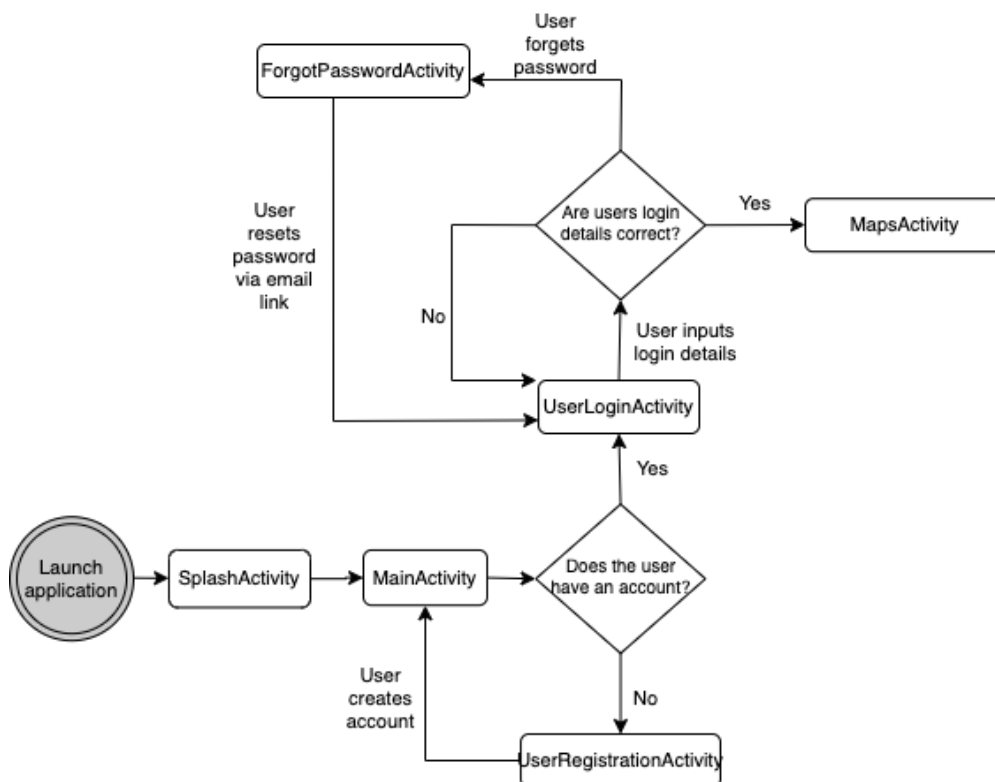 User
forgets
password
ForgotPasswordActivity
Are users login
details correct?
Yes
MapsActivity
User
resets
password
via email
link
No
User inputs
login details
UserLoginActivity
Yes
Launch
application
SplashActivity
MainActivity
Does the user
have an account?
User
creates
account
No
UserRegistrationActivity